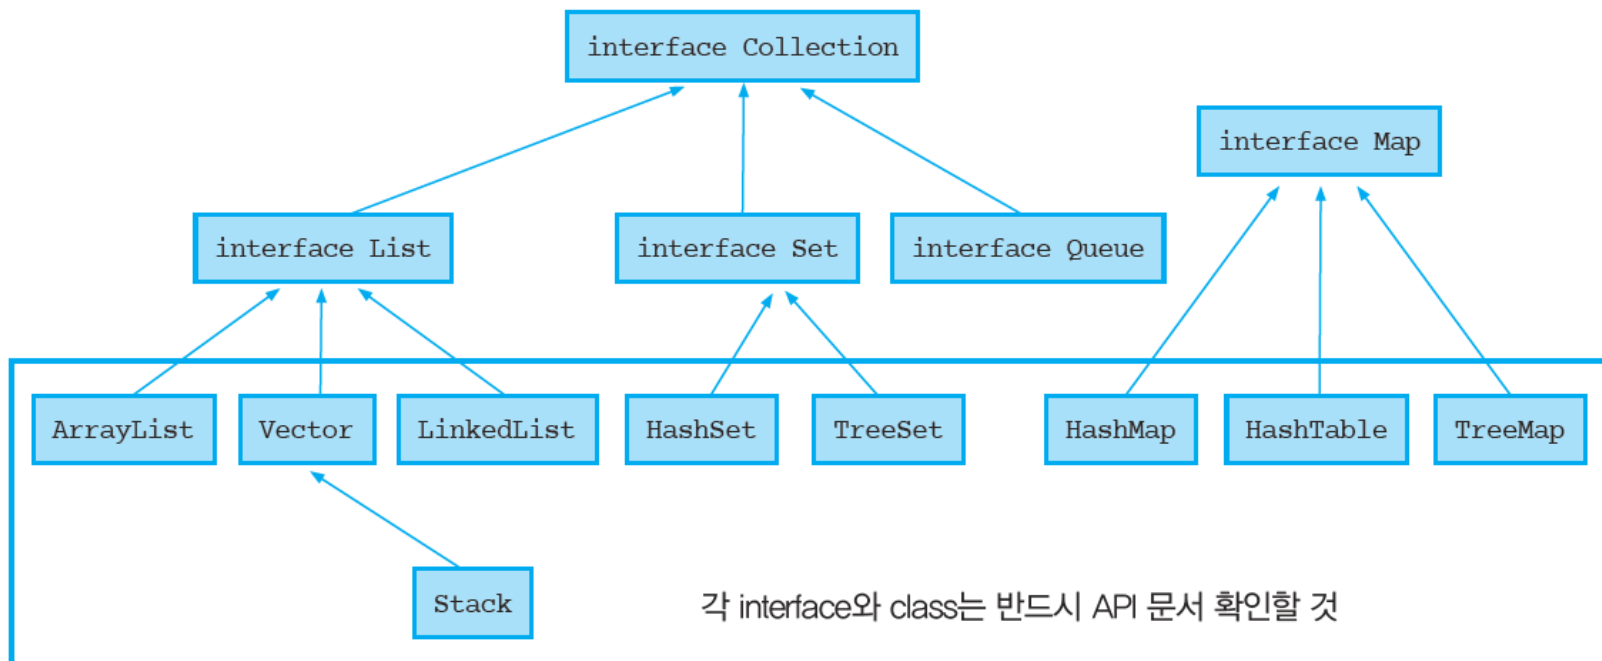 interface Collection
interface Map
interface List
interface Set
interface Queue
ArrayList
Vector
LinkedList
HashSet
TreeSet
HashMap
HashTable
TreeMap
Stack
각 interface와 class는 반드시 API 문서 확인할 것